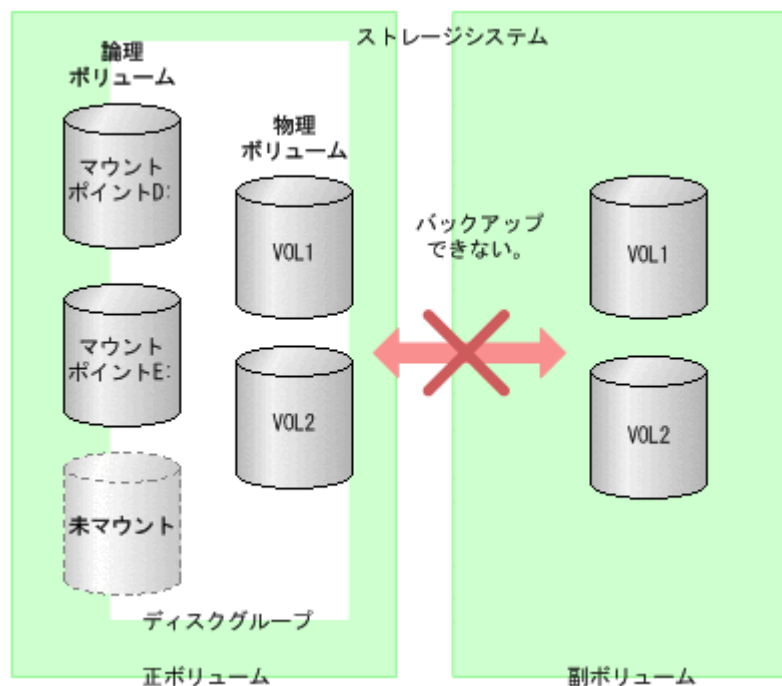 ストレージシステム
論理
ボリューム
物理
ボリューム
マウント
ポイントD:
VOL1
バックアップ
できない。
VOL1
マウント
ポイントE:
VOL2
VOL2
未マウント
ディスクグループ
正ボリューム
副ボリューム